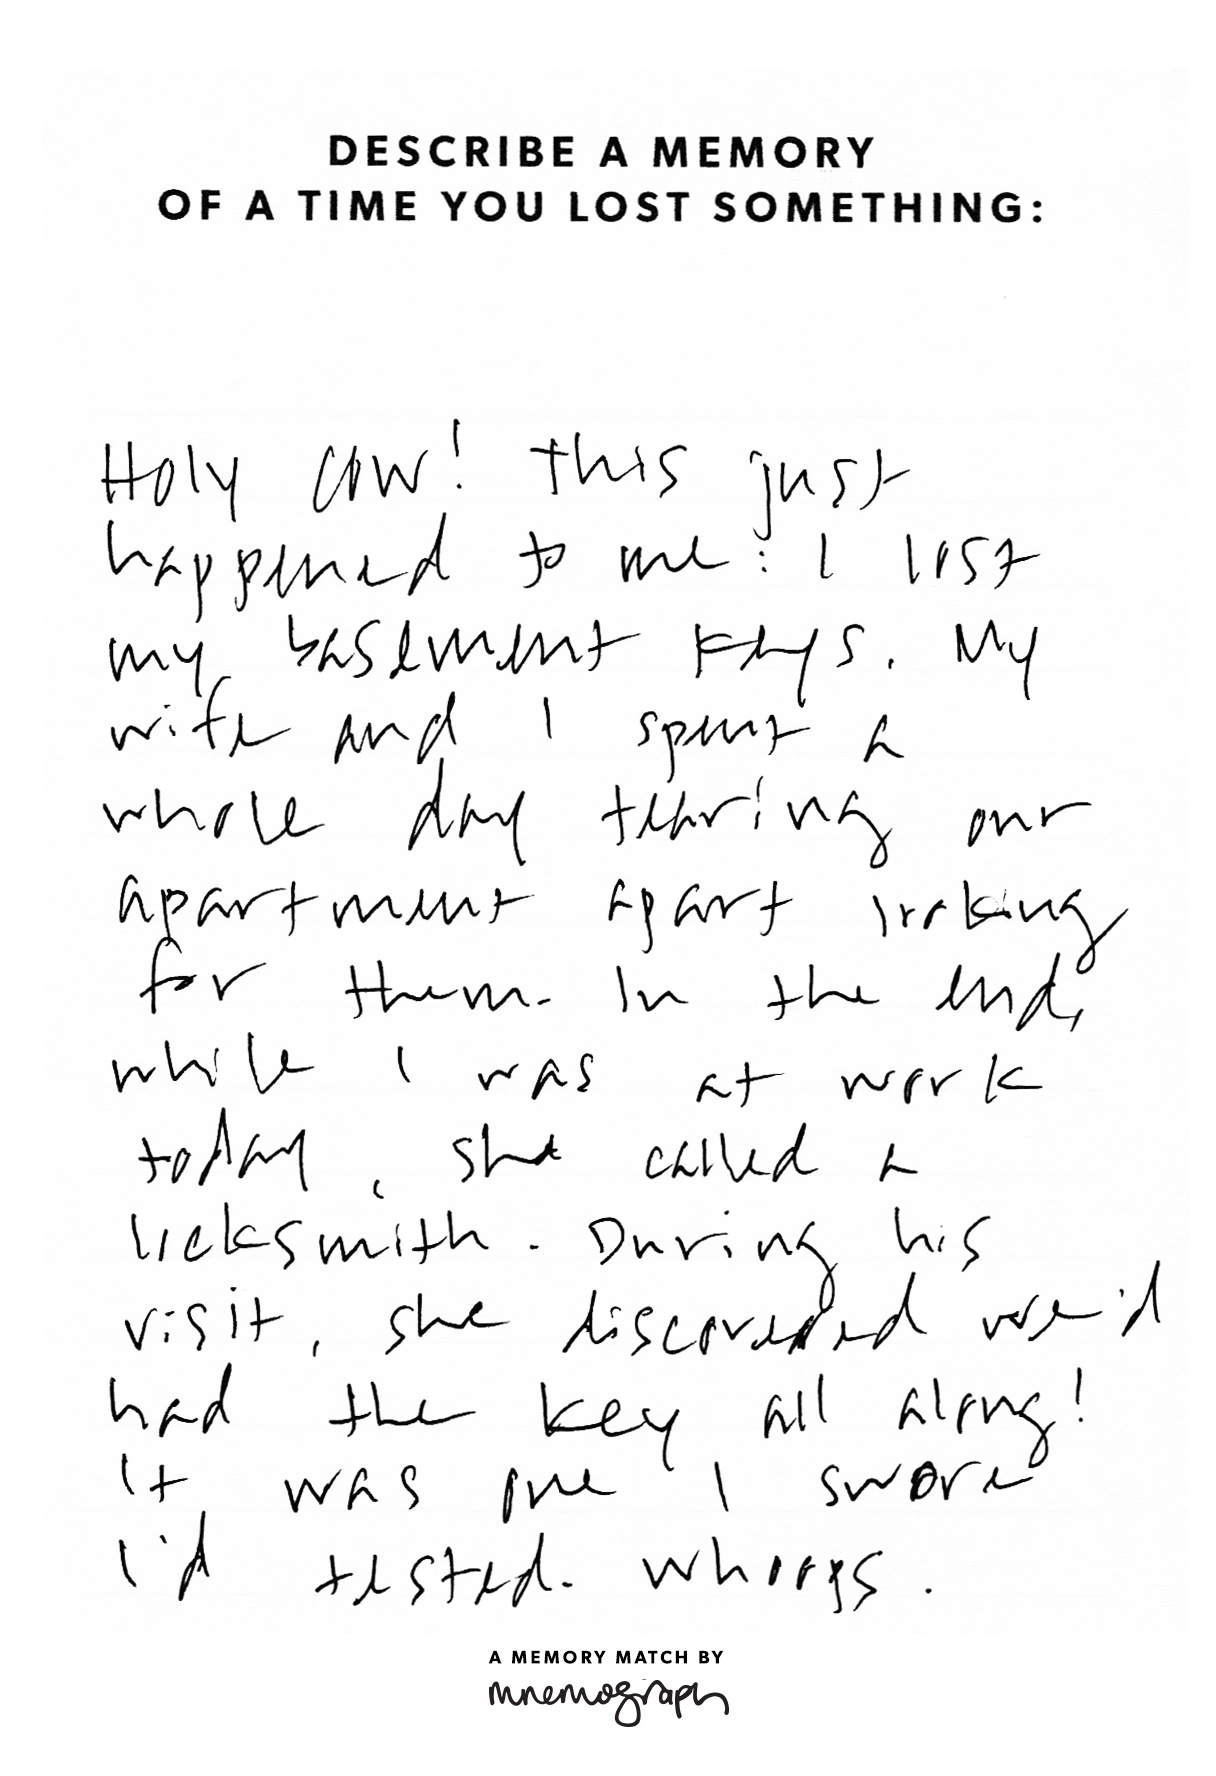 DESCRIBE A MEMORY
OF A TIME YOU LOST SOMETHING:
Holy cow! This just
happened to me: I lost
my basement keys. My
wife and I spent a
whole day tearing our
apartment apart looking
for them. In the end,
while I was at work
today, she called a
locksmith. During his
visit, she discovered we'd
had the key all along!
It was one I swore
I'd tested. Whoops.
A MEMORY MATCH BY
mnemograph